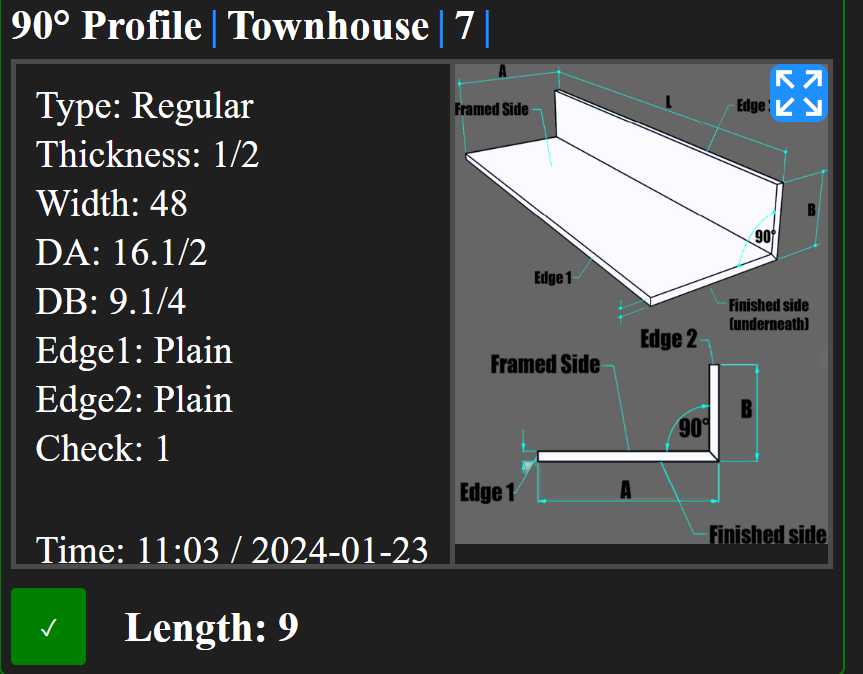 90° Profile | Townhouse | 7 |
Type: Regular
Thickness: 1/2
Width: 48
DA: 16.1/2
DB: 9.1/4
Edge1: Plain
Edge2: Plain
Check: 1
Time: 11:03 / 2024-01-23
A
L
Framed Side
Edge
B
90°
Edge 1
Finished side
(underneath)
Edge 2
Framed Side
B
90°
Edge 1
A
Finished side
✓ Length: 9